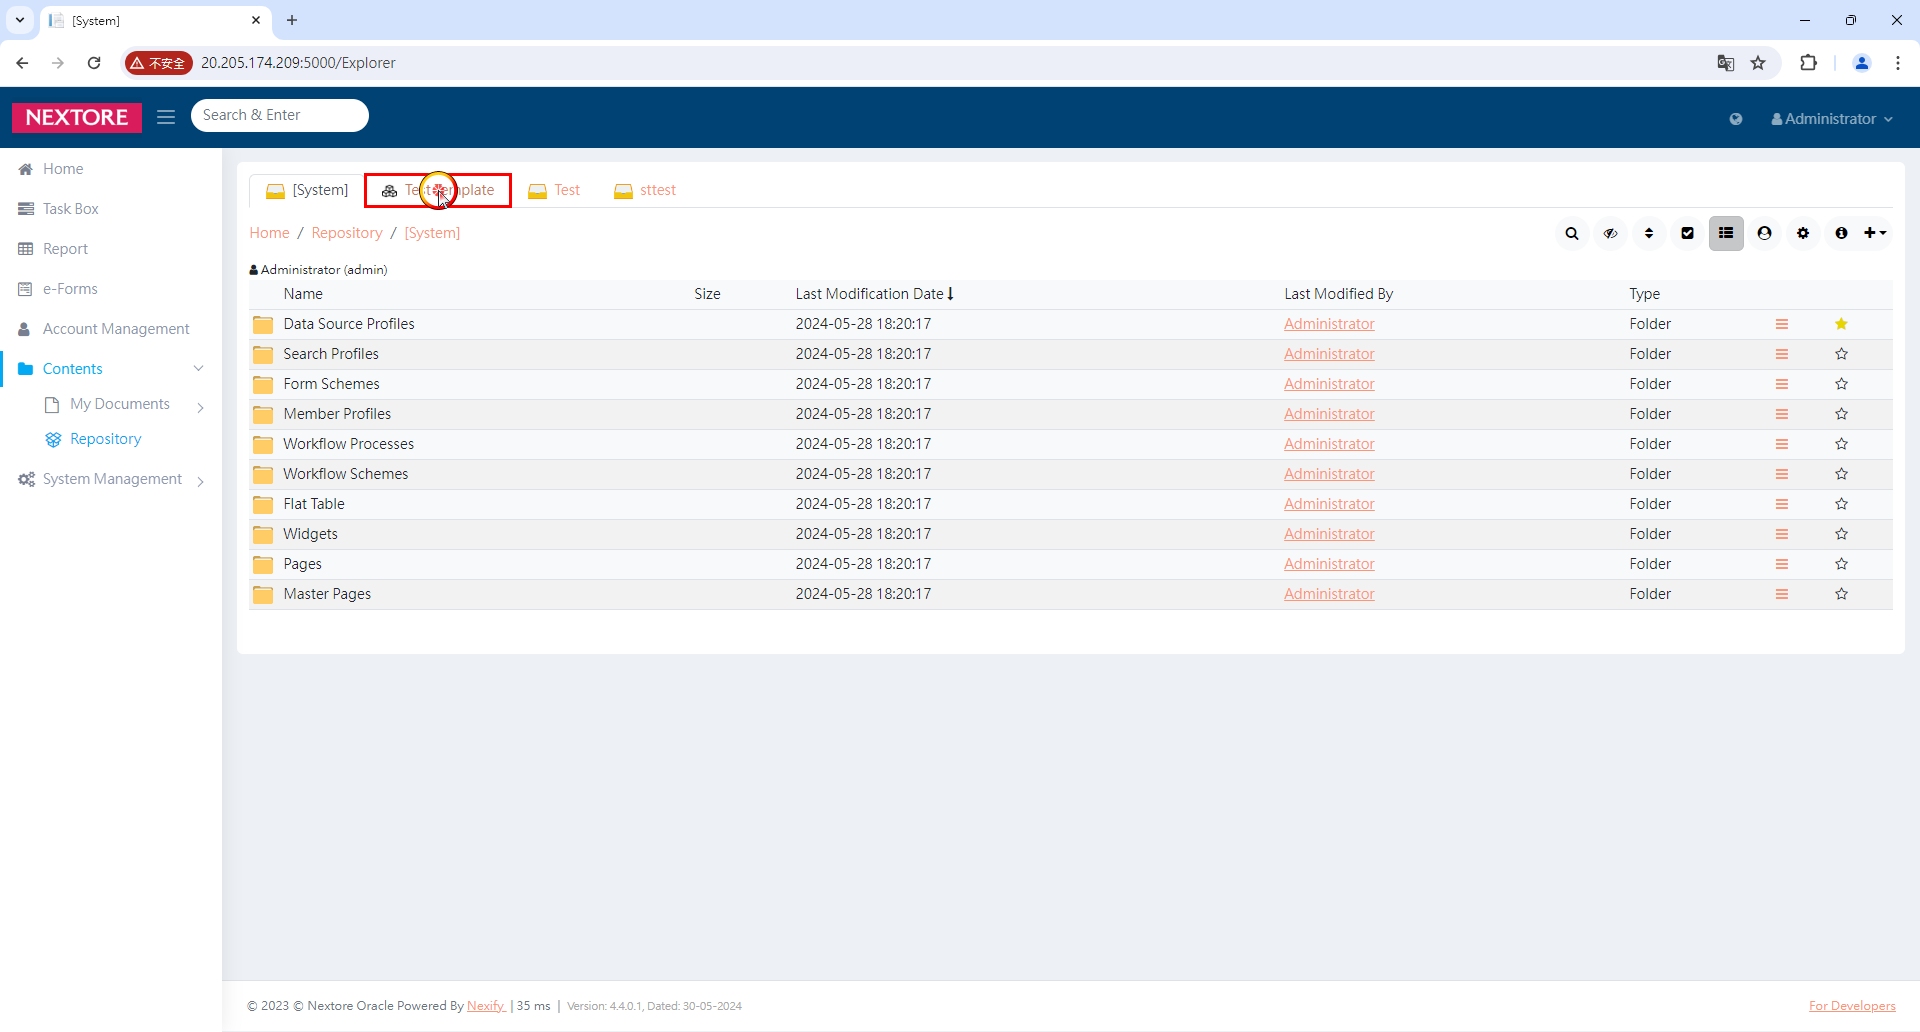 [System]
不安全
20.205.174.209:5000/Explorer
NEXTORE
Search & Enter
Administrator
Home
Task Box
Report
e-Forms
Account Management
Contents
My Documents
Repository
System Management
[System] Test sttest
Home / Repository / [System]
Administrator (admin)
Name Size Last Modification Date Last Modified By Type
Data Source Profiles 2024-05-28 18:20:17 Administrator Folder
Search Profiles 2024-05-28 18:20:17 Administrator Folder
Form Schemes 2024-05-28 18:20:17 Administrator Folder
Member Profiles 2024-05-28 18:20:17 Administrator Folder
Workflow Processes 2024-05-28 18:20:17 Administrator Folder
Workflow Schemes 2024-05-28 18:20:17 Administrator Folder
Flat Table 2024-05-28 18:20:17 Administrator Folder
Widgets 2024-05-28 18:20:17 Administrator Folder
Pages 2024-05-28 18:20:17 Administrator Folder
Master Pages 2024-05-28 18:20:17 Administrator Folder
© 2023 © Nextore Oracle Powered By Nexify | 35 ms | Version: 4.4.0.1, Dated: 30-05-2024
For Developers